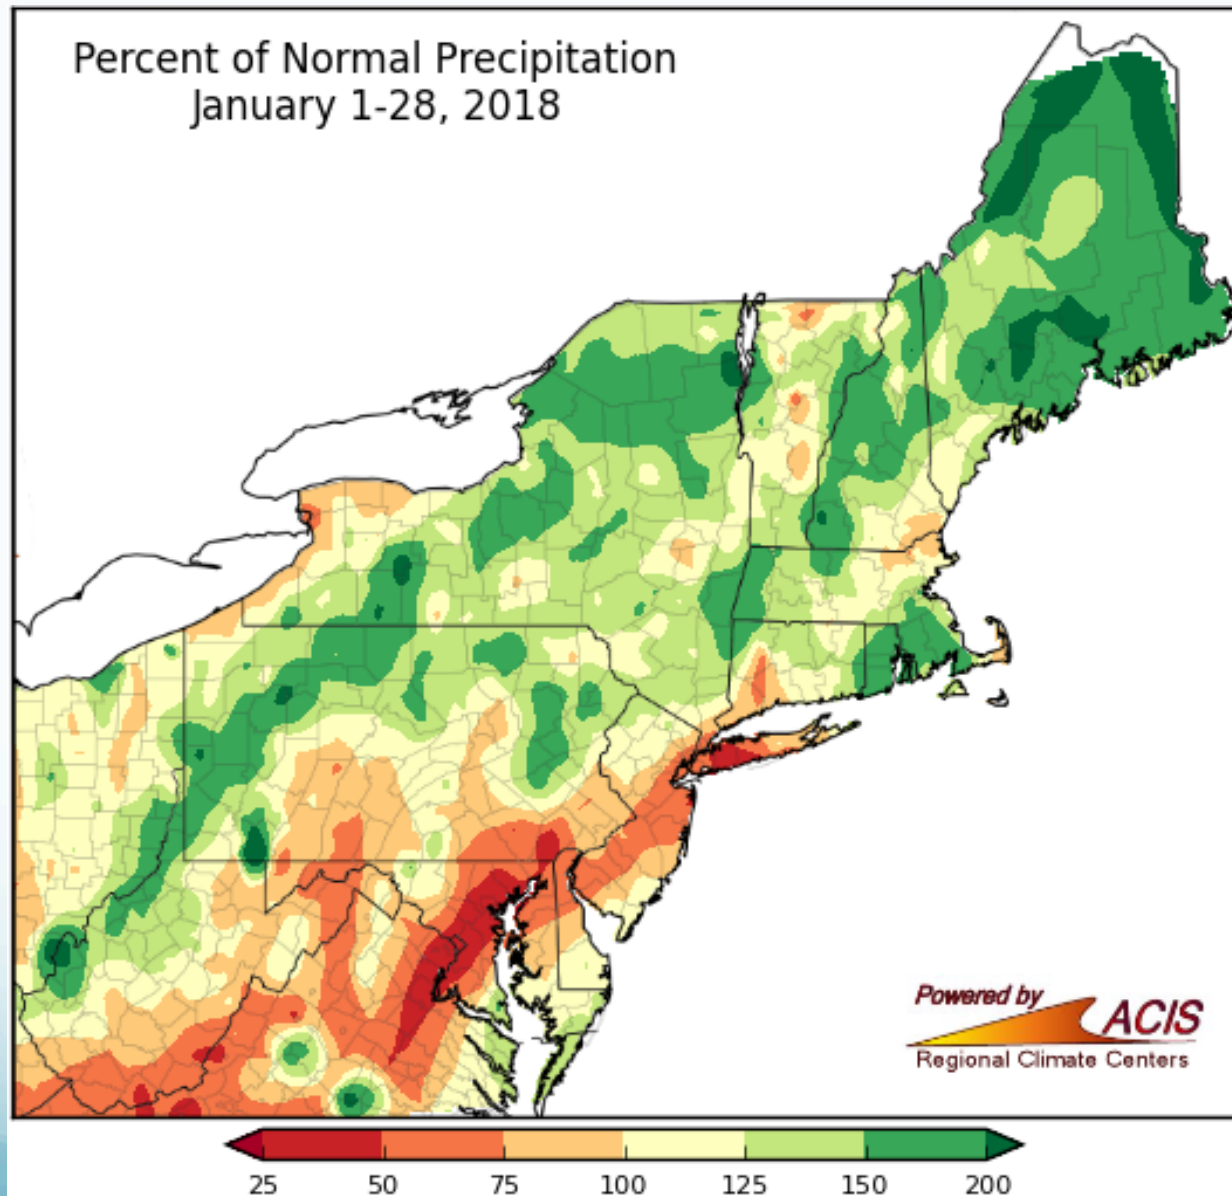 Percent of Normal Precipitation
January 1-28, 2018
Powered by
ACIS
Regional Climate Centers
25 50 75 100 125 150 200